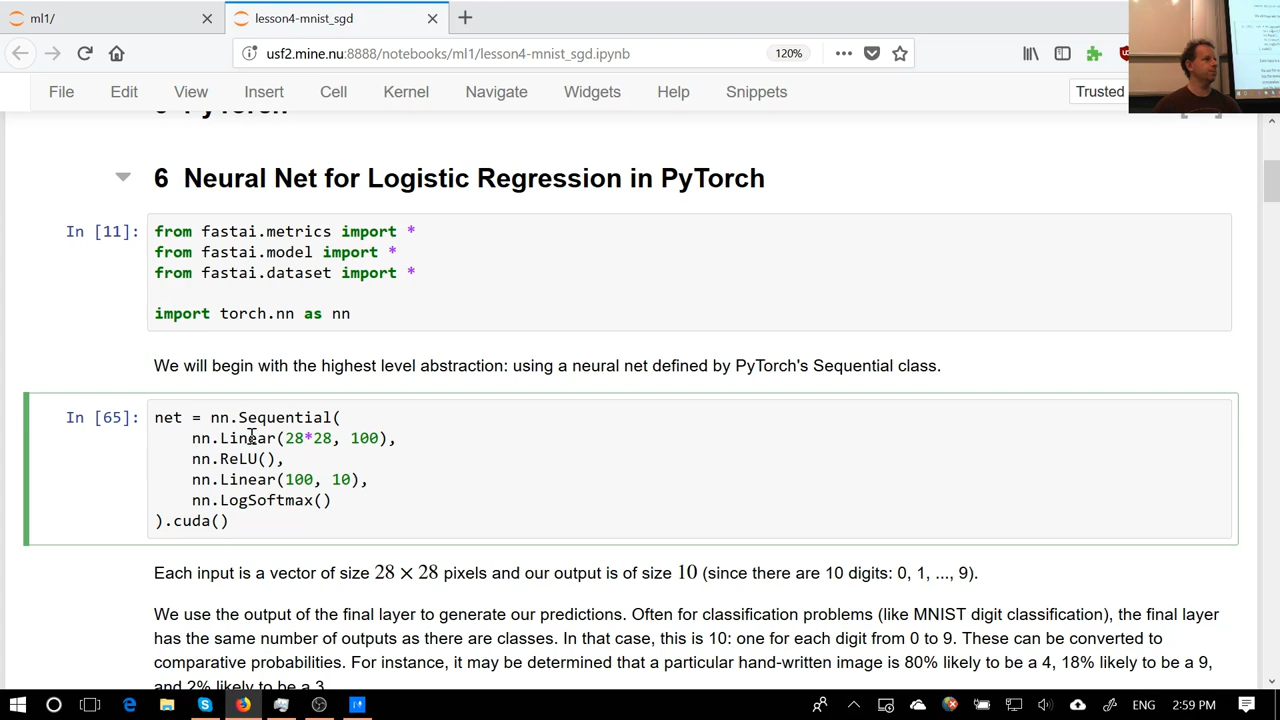 ml1/
lesson4-mnist_sgd
usf2.mine.nu:8888/notebooks/ml1/lesson4-mnist_sgd.ipynb
120%
File Edit View Insert Cell Kernel Navigate Widgets Help Snippets
Trusted
6 Neural Net for Logistic Regression in PyTorch
In [11]:
from fastai.metrics import *
from fastai.model import *
from fastai.dataset import *
import torch.nn as nn
We will begin with the highest level abstraction: using a neural net defined by PyTorch's Sequential class.
In [65]:
net = nn.Sequential(
nn.Linear(28*28, 100),
nn.ReLU(),
nn.Linear(100, 10),
nn.LogSoftmax()
).cuda()
Each input is a vector of size 28 × 28 pixels and our output is of size 10 (since there are 10 digits: 0, 1, ..., 9).
We use the output of the final layer to generate our predictions. Often for classification problems (like MNIST digit classification), the final layer
has the same number of outputs as there are classes. In that case, this is 10: one for each digit from 0 to 9. These can be converted to
comparative probabilities. For instance, it may be determined that a particular hand-written image is 80% likely to be a 4, 18% likely to be a 9,
and 2% likely to be a 3.
ENG
2:59 PM